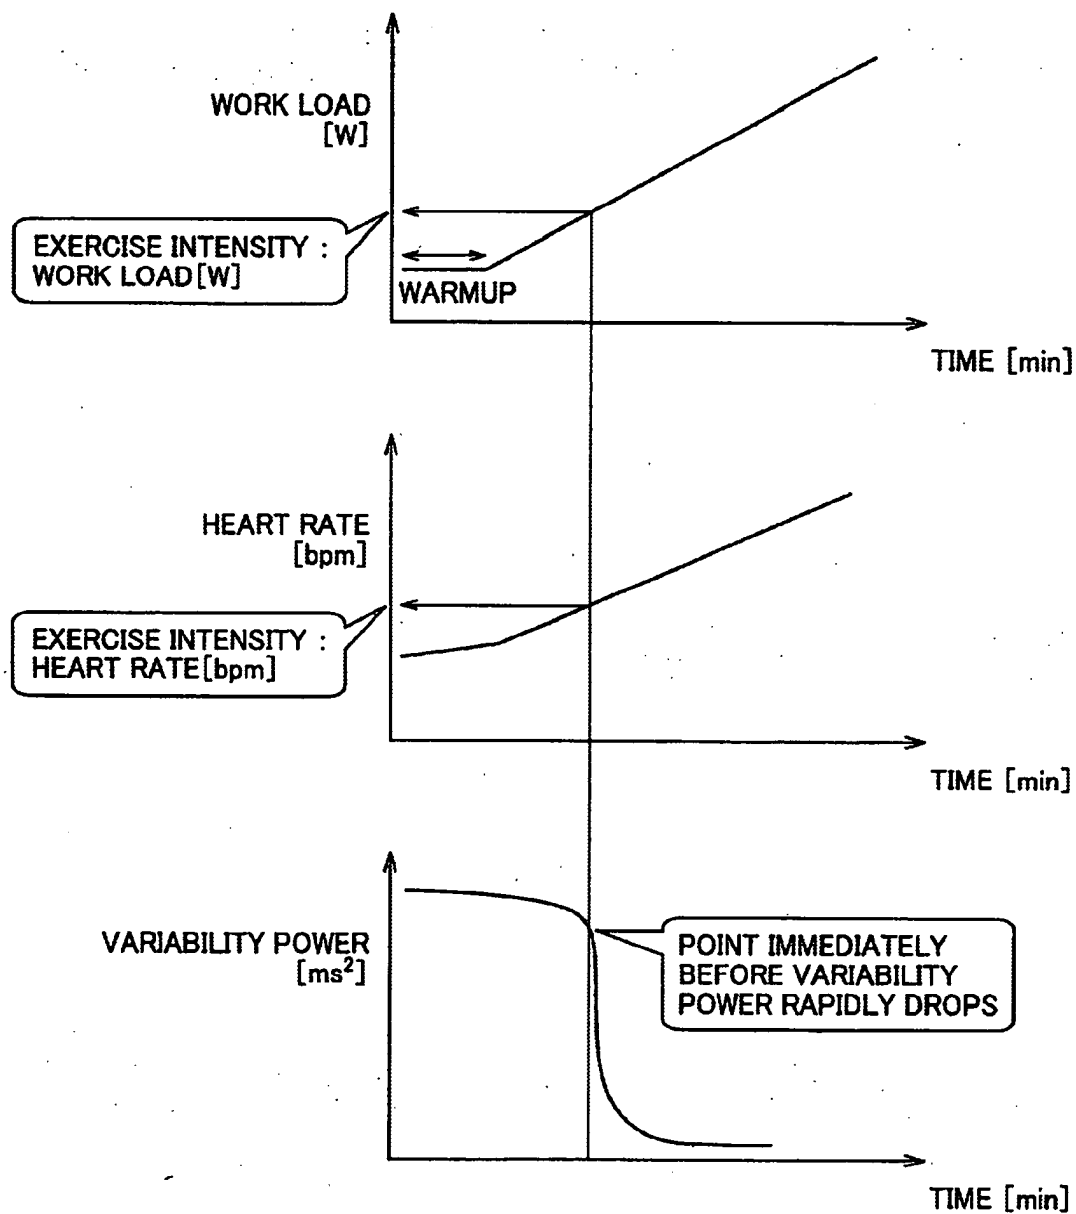 WORK LOAD
[W]
EXERCISE INTENSITY :
WORK LOAD[W]
WARMUP
TIME [min]
HEART RATE
[bpm]
EXERCISE INTENSITY :
HEART RATE[bpm]
TIME [min]
VARIABILITY POWER
[ms²]
POINT IMMEDIATELY
BEFORE VARIABILITY
POWER RAPIDLY DROPS
TIME [min]